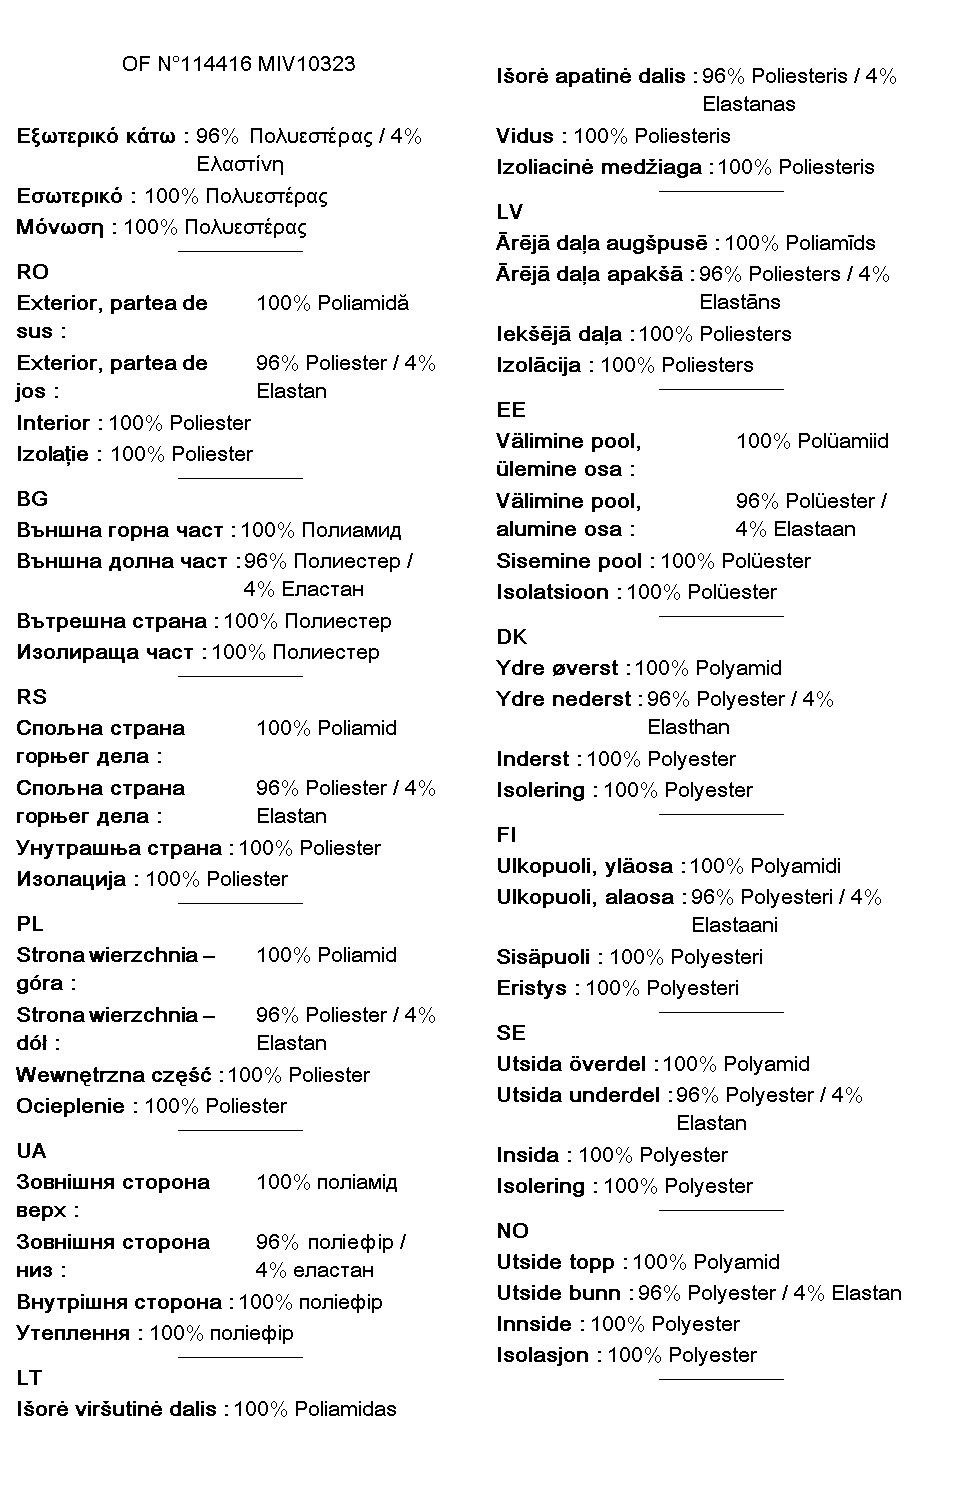 OF N°114416 MIV10323
Εξωτερικό κάτω : 96% Πολυεστέρας / 4%
Ελαστίνη
Εσωτερικό : 100% Πολυεστέρας
Μόνωση : 100% Πολυεστέρας
RO
Exterior, partea de 100% Poliamidă
sus :
Exterior, partea de 96% Poliester / 4%
jos : Elastan
Interior : 100% Poliester
Izolaţie : 100% Poliester
BG
Външна горна част : 100% Полиамид
Външна долна част : 96% Полиестер /
4% Еластан
Вътрешна страна : 100% Полиестер
Изолираща част : 100% Полиестер
RS
Спољна страна 100% Poliamid
горњег дела :
Спољна страна 96% Poliester / 4%
горњег дела : Elastan
Унутрашња страна : 100% Poliester
Изолација : 100% Poliester
PL
Strona wierzchnia – 100% Poliamid
góra :
Strona wierzchnia – 96% Poliester / 4%
dół : Elastan
Wewnętrzna część : 100% Poliester
Ocieplenie : 100% Poliester
UA
Зовнішня сторона 100% поліамід
верх :
Зовнішня сторона 96% поліефір /
низ : 4% еластан
Внутрішня сторона : 100% поліефір
Утеплення : 100% поліефір
LT
Išorė viršutinė dalis : 100% Poliamidas
Išorė apatinė dalis : 96% Poliesteris / 4%
Elastanas
Vidus : 100% Poliesteris
Izoliacinė medžiaga : 100% Poliesteris
LV
Ārējā daļa augšpusē : 100% Poliamīds
Ārējā daļa apakšā : 96% Poliesters / 4%
Elastāns
Iekšējā daļa : 100% Poliesters
Izolācija : 100% Poliesters
EE
Välimine pool, 100% Polüamiid
ülemine osa :
Välimine pool, 96% Polüester /
alumine osa : 4% Elastaan
Sisemine pool : 100% Polüester
Isolatsioon : 100% Polüester
DK
Ydre øverst : 100% Polyamid
Ydre nederst : 96% Polyester / 4%
Elasthan
Inderst : 100% Polyester
Isolering : 100% Polyester
FI
Ulkopuoli, yläosa : 100% Polyamidi
Ulkopuoli, alaosa : 96% Polyesteri / 4%
Elastaani
Sisäpuoli : 100% Polyesteri
Eristys : 100% Polyesteri
SE
Utsida överdel : 100% Polyamid
Utsida underdel : 96% Polyester / 4%
Elastan
Insida : 100% Polyester
Isolering : 100% Polyester
NO
Utside topp : 100% Polyamid
Utside bunn : 96% Polyester / 4% Elastan
Innside : 100% Polyester
Isolasjon : 100% Polyester